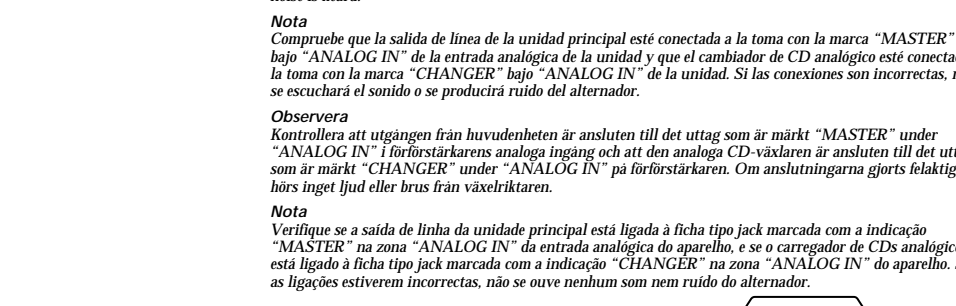 noise is heard.
Nota
Compruebe que la salida de línea de la unidad principal esté conectada a la toma con la marca “MASTER”
bajo “ANALOG IN” de la entrada analógica de la unidad y que el cambiador de CD analógico esté
la toma con la marca “CHANGER” bajo “ANALOG IN” de la unidad. Si las conexiones son incorrectas,
se escuchará el sonido o se producirá ruido del alternador.
Observera
Kontrollera att utgången från huvudenheten är ansluten till det uttag som är märkt “MASTER” under
“ANALOG IN” i förförstärkarens analoga ingång och att den analoga CD-växlaren är ansluten till det
som är märkt “CHANGER” under “ANALOG IN” på förförstärkaren. Om anslutningarna gjorts
hörs inget ljud eller brus från växelriktaren.
Nota
Verifique se a saída de linha da unidade principal está ligada à ficha tipo jack marcada com a indicação
“MASTER” na zona “ANALOG IN” da entrada analógica do aparelho, e se o carregador de CDs
está ligado à ficha tipo jack marcada com a indicação “CHANGER” na zona “ANALOG IN” do aparelho.
as ligações estiverem incorrectas, não se ouve nenhum som nem ruído do alternador.